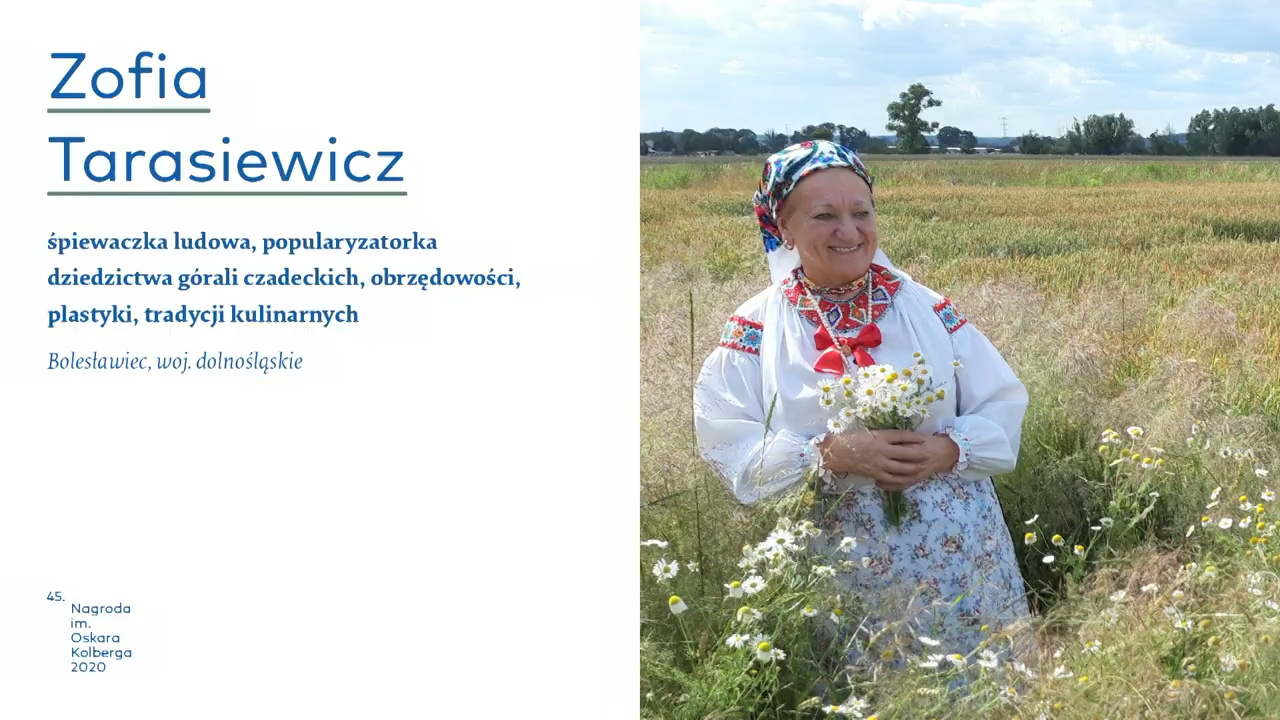 Zofia
Tarasiewicz
śpiewaczka ludowa, popularyzatorka
dziedzictwa górali czadeckich, obrzędowości,
plastyki, tradycji kulinarnych
Bolesławiec, woj. dolnośląskie
45.
Nagroda
im.
Oskara
Kolberga
2020